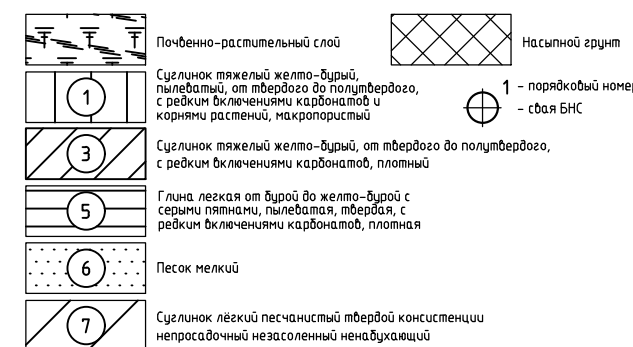 Почвенно-растительный слой
1
Суглинок тяжелый желто-бурый,
пылеватый, от твердого до полутвердого,
с редким включениями карбонатов и
корнями растений, макропористый
3
Суглинок тяжелый желто-бурый, от твердого до полутвердого,
с редким включениями карбонатов, плотный
5
Глина легкая от бурой до желто-бурой с
серыми пятнами, пылеватая, твердая, с
редким включениями карбонатов, плотная
6
Песок мелкий
7
Суглинок лёгкий песчанистый твердой консистенции
непросадочный незасоленный ненабухающий
Насыпной грунт
1 - порядковый номер
- свая БНС